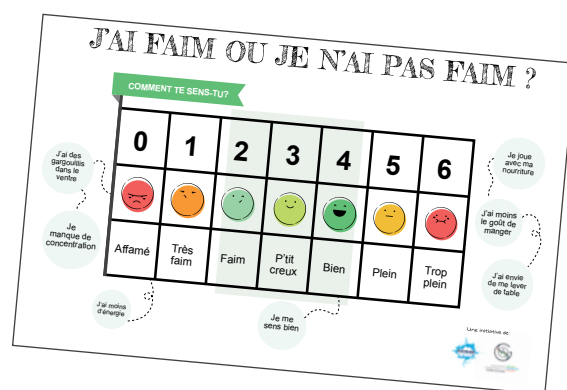 J'AI FAIM OU JE N'AI PAS FAIM ?
COMMENT TE SENS-TU?
0 1 2 3 4 5 6
Affamé
Très
faim
Faim
P'tit
creux
Bien
Plein
Trop
plein
J'ai des
gargouillis
dans le
ventre
Je
manque de
concentration
J'ai moins
d'énergie
Je me
sens bien
Je joue
avec ma
nourriture
J'ai moins
le goût de
manger
J'ai envie
de me lever
de table
Une initiative de